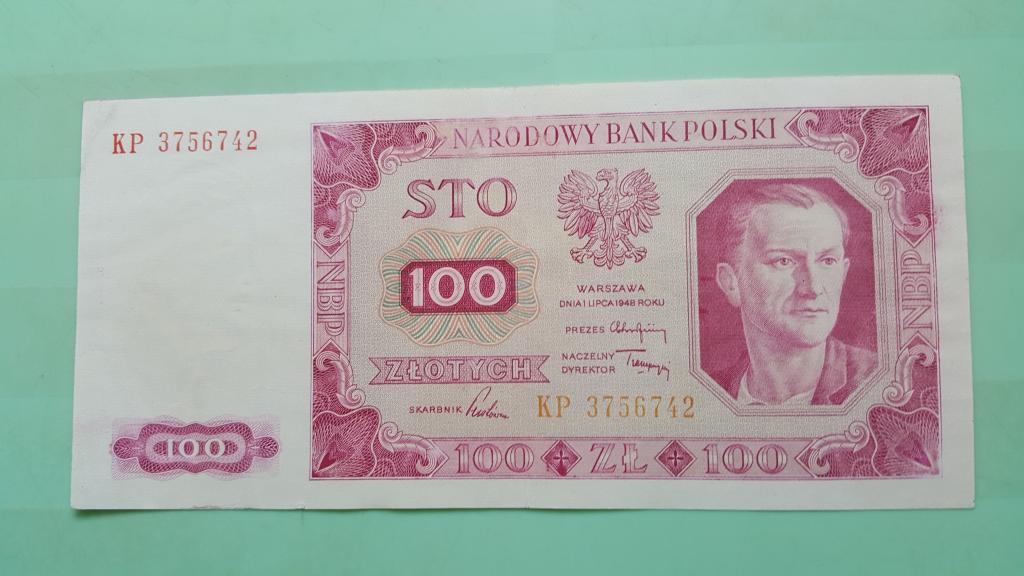 KP 3756742
NARODOWY BANK POLSKI
STO
100
WARSZAWA
DNIA 1 LIPCA 1948 ROKU
PREZES
NACZELNY
DYREKTOR
ZŁOTYCH
SKARBNIK
KP 3756742
NBP
NBP
100
100 ZŁ 100